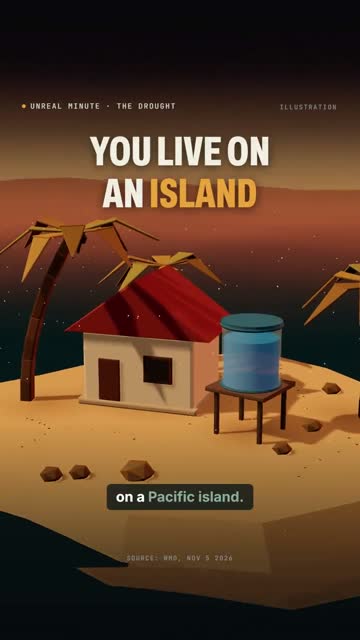 UNREAL MINUTE · THE DROUGHT
ILLUSTRATION
YOU LIVE ON
AN ISLAND
on a Pacific island.
SOURCE: WMO, NOV 5 2026